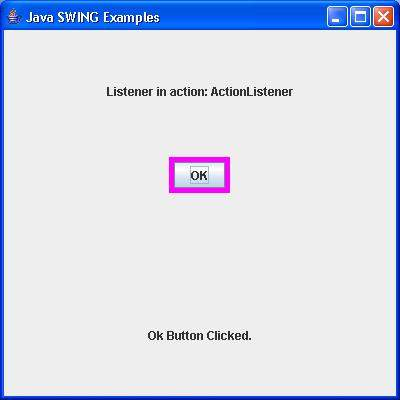 Java SWING Examples
Listener in action: ActionListener
OK
Ok Button Clicked.